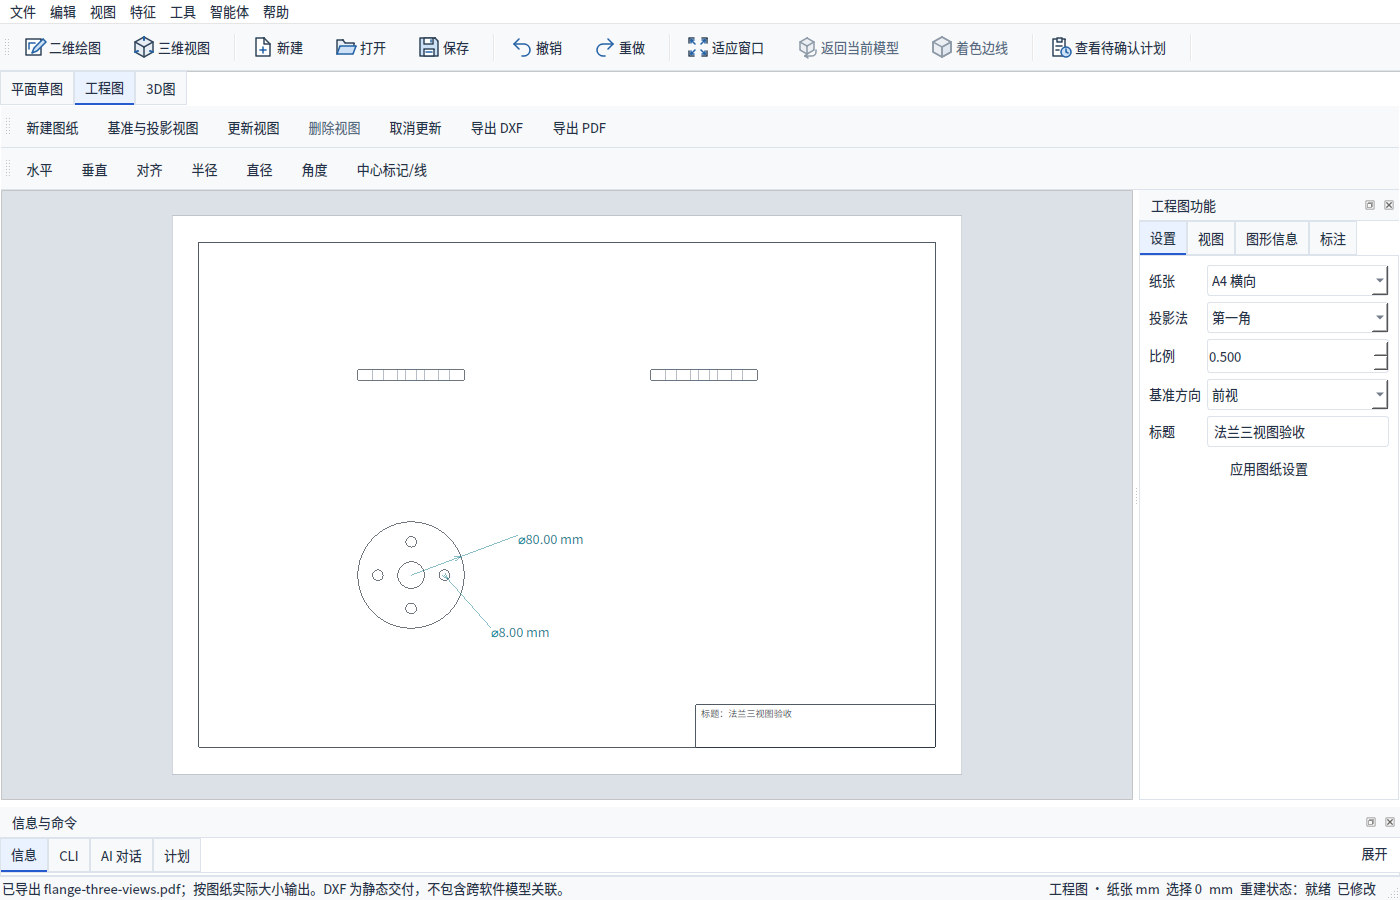 文件 编辑 视图 特征 工具 智能体 帮助
二维绘图 三维视图 新建 打开 保存 撤销 重做 适应窗口 返回当前模型 着色边线 查看待确认计划
平面草图 工程图 3D图
新建图纸 基准与投影视图 更新视图 删除视图 取消更新 导出 DXF 导出 PDF
水平 垂直 对齐 半径 直径 角度 中心标记/线
工程图功能
设置 视图 图形信息 标注
纸张 A4 横向
投影法 第一角
比例 0.500
基准方向 前视
标题 法兰三视图验收
应用图纸设置
⌀80.00 mm
⌀8.00 mm
标题：法兰三视图验收
信息与命令
信息 CLI AI 对话 计划 展开
已导出 flange-three-views.pdf；按图纸实际大小输出。DXF 为静态交付，不包含跨软件模型关联。 工程图 · 纸张 mm 选择 0 mm 重建状态：就绪 已修改